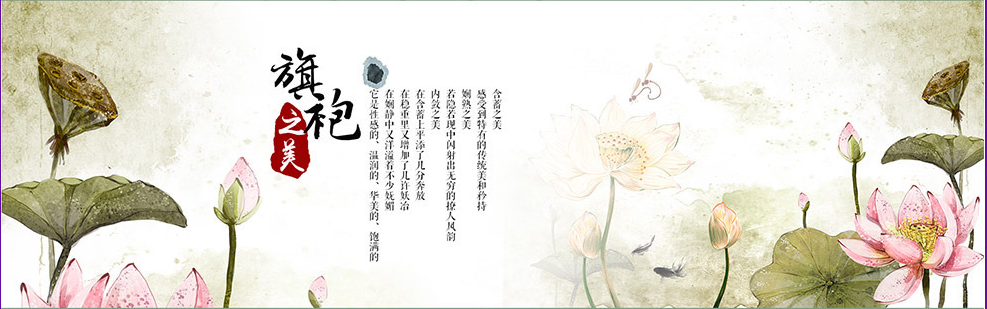 旗袍
之美
含蓄之美
感受到特有的传统美和矜持
娴熟之美
若隐若现中闪射出无穷的撩人风韵
内敛之美
在含蓄上平添了几分奔放
在稳重里又增加了几许妖冶
在娴静中又洋溢着不少妩媚
它是性感的、温润的、华美的、饱满的